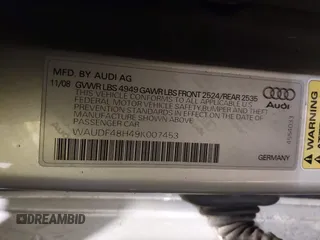 MFD. BY AUDI AG
11/08 GVWR LBS 4949 GAWR LBS FRONT 2524/REAR 2535
THIS VEHICLE CONFORMS TO ALL APPLICABLE FEDERAL
MOTOR VEHICLE SAFETY, BUMPER, AND THEFT
PREVENTION STANDARDS IN EFFECT ON THE DATE OF
MANUFACTURE SHOWN ABOVE
PASSENGER CAR
WAUDF48H49K007453
Audi
GERMANY
DREAMBID